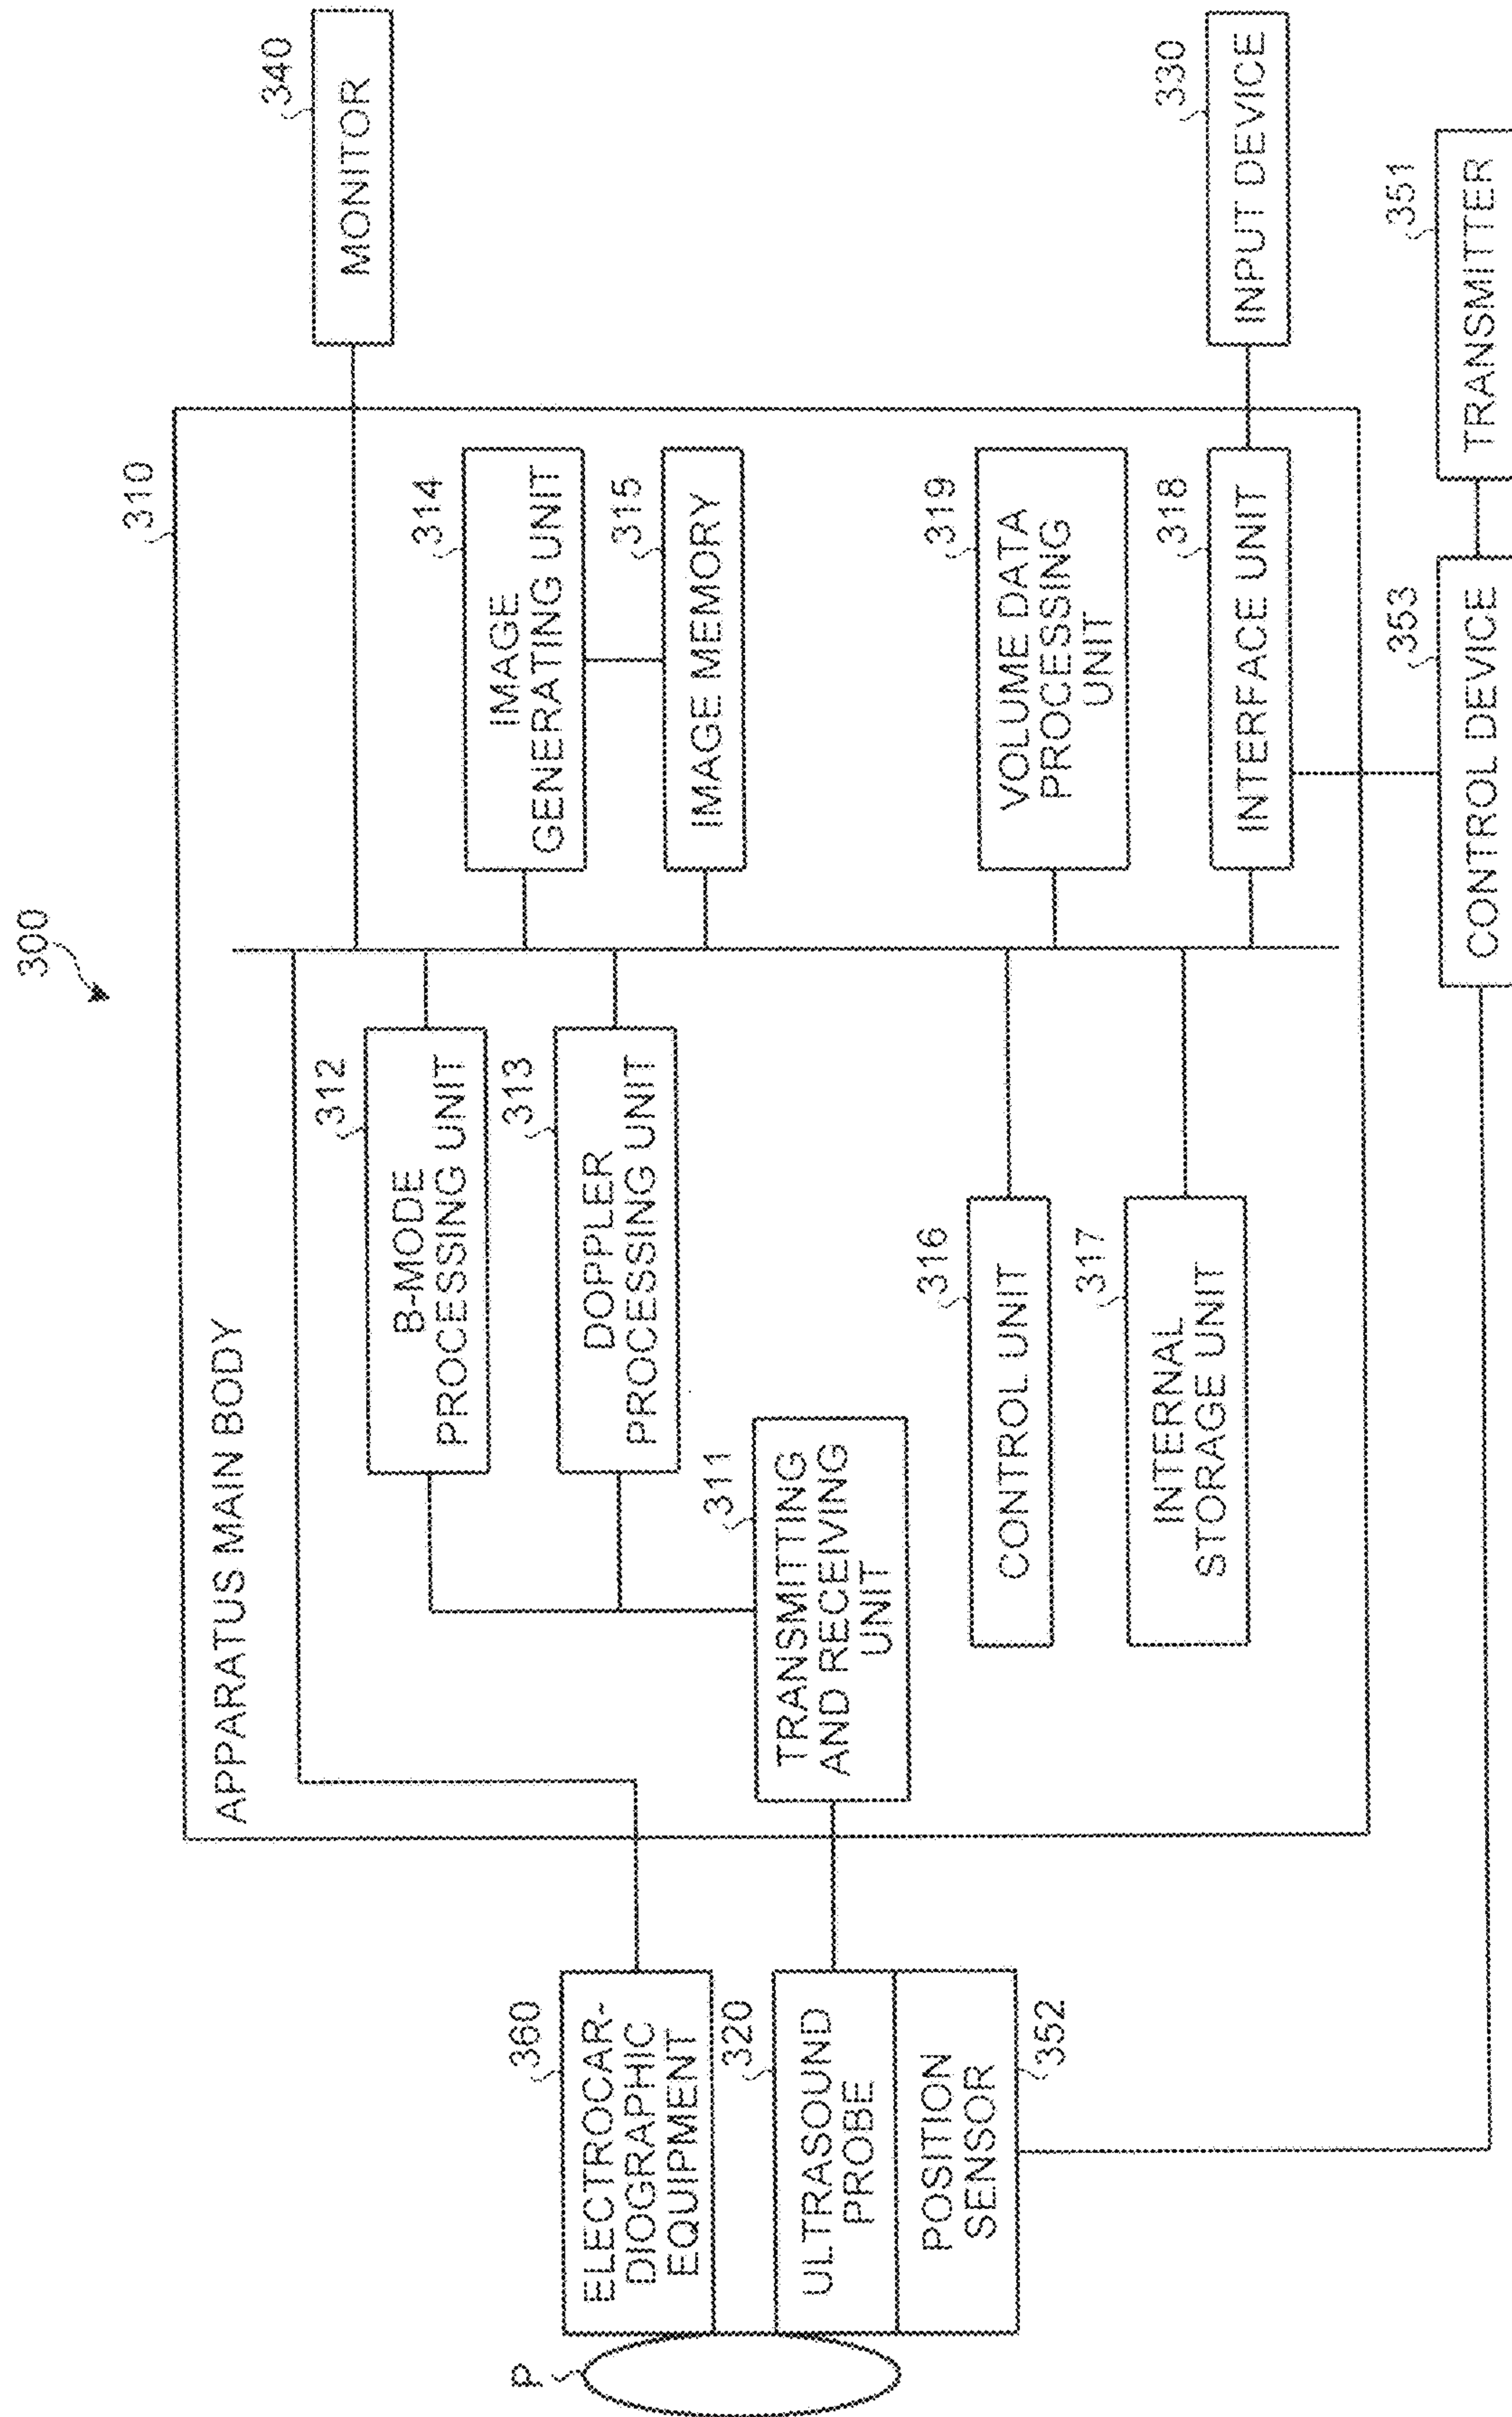 300
310
APPARATUS MAIN BODY
340
MONITOR
360
ELECTROCAR-
DIOGRAPHIC
EQUIPMENT
P
320
ULTRASOUND
PROBE
POSITION
SENSOR
352
312
B-MODE
PROCESSING UNIT
313
DOPPLER
PROCESSING UNIT
311
TRANSMITTING
AND RECEIVING
UNIT
314
IMAGE
GENERATING UNIT
315
IMAGE MEMORY
316
CONTROL UNIT
317
INTERNAL
STORAGE UNIT
319
VOLUME DATA
PROCESSING
UNIT
318
INTERFACE UNIT
330
INPUT DEVICE
353
CONTROL DEVICE
351
TRANSMITTER